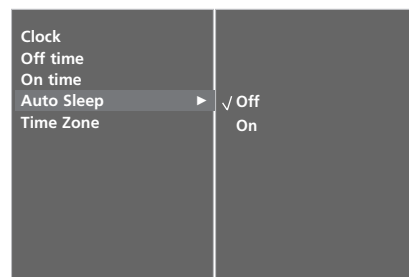 Clock
Off time
On time
Auto Sleep ► √ Off
Time Zone On